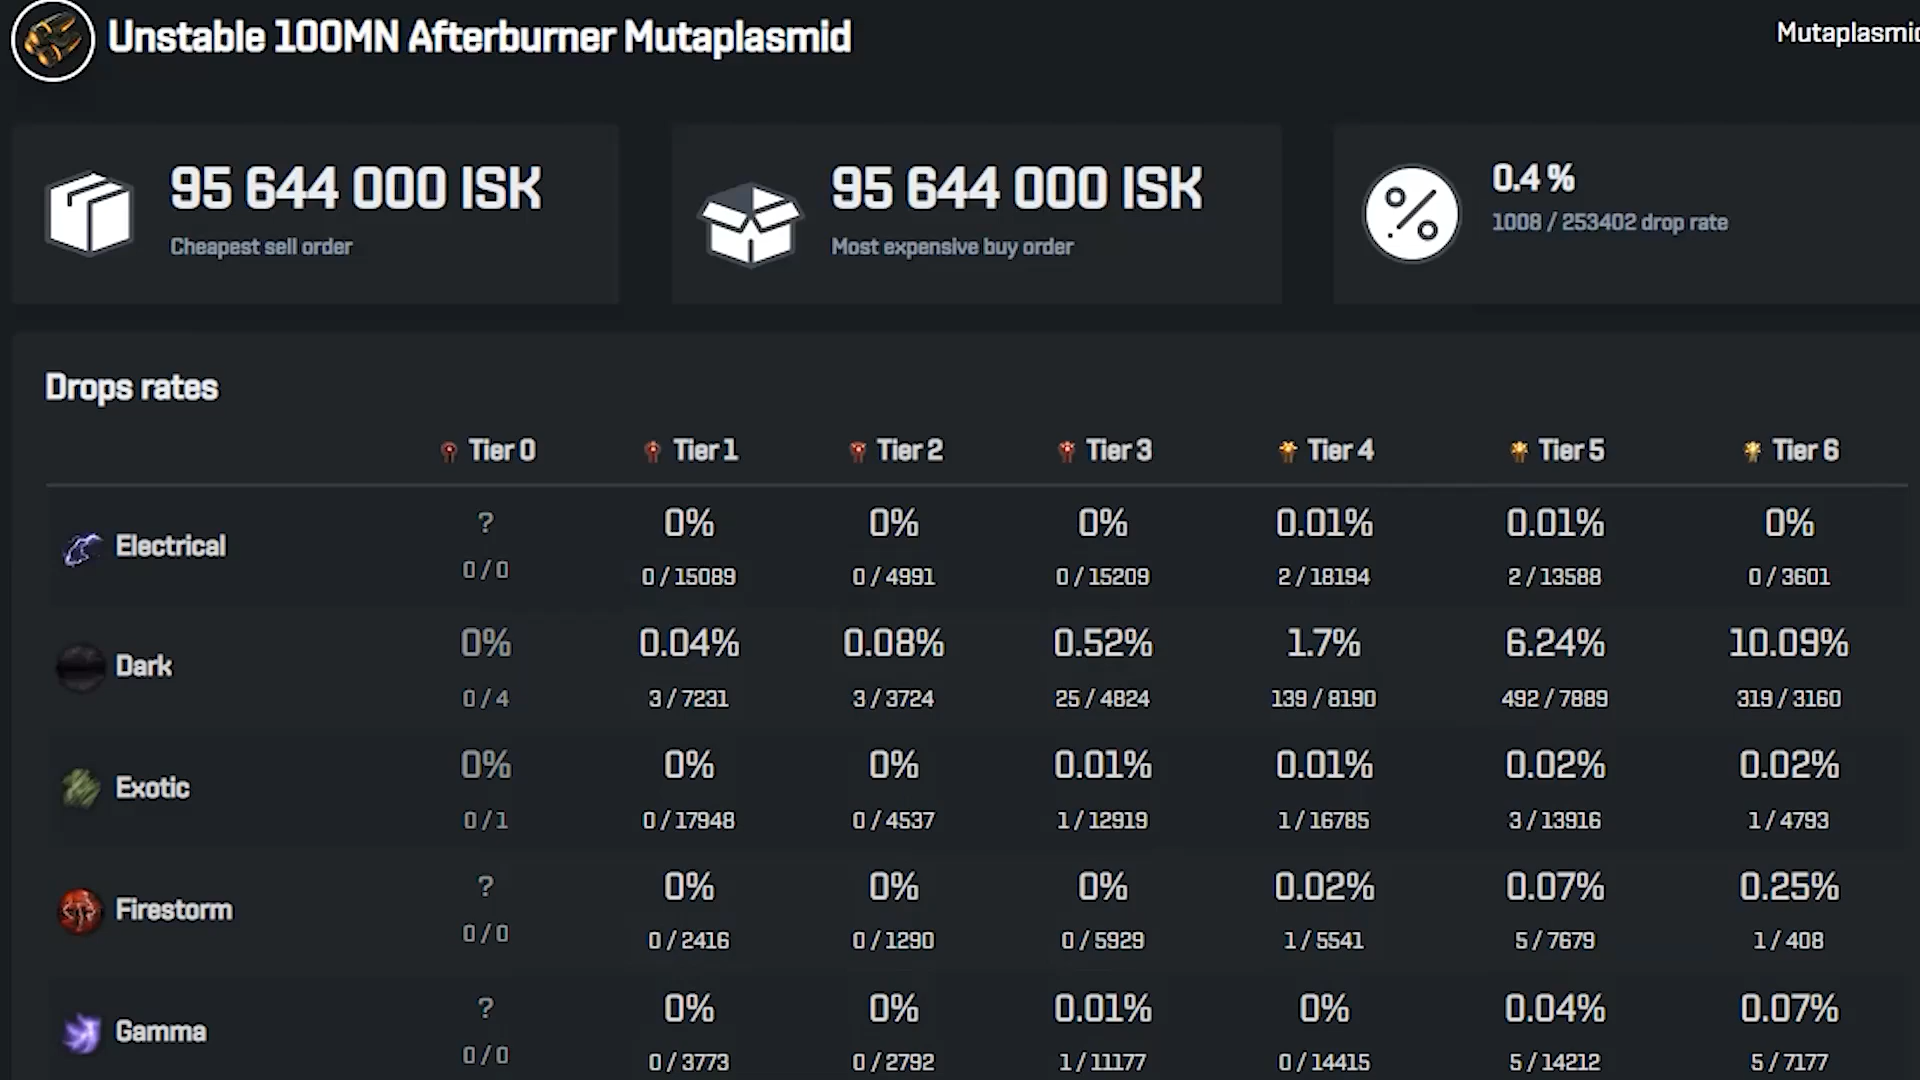 Unstable 100MN Afterburner Mutaplasmid
Mutaplasmid
95 644 000 ISK
Cheapest sell order
95 644 000 ISK
Most expensive buy order
0.4 %
1008 / 253402 drop rate
Drops rates
Tier 0 Tier 1 Tier 2 Tier 3 Tier 4 Tier 5 Tier 6
Electrical
? 0% 0% 0% 0.01% 0.01% 0%
0 / 0 0 / 15089 0 / 4991 0 / 15209 2 / 18194 2 / 13588 0 / 3601
Dark
0% 0.04% 0.08% 0.52% 1.7% 6.24% 10.09%
0 / 4 3 / 7231 3 / 3724 25 / 4824 139 / 8190 492 / 7889 319 / 3160
Exotic
0% 0% 0% 0.01% 0.01% 0.02% 0.02%
0 / 1 0 / 17948 0 / 4537 1 / 12919 1 / 16785 3 / 13916 1 / 4793
Firestorm
? 0% 0% 0% 0.02% 0.07% 0.25%
0 / 0 0 / 2416 0 / 1290 0 / 5929 1 / 5541 5 / 7679 1 / 408
Gamma
? 0% 0% 0.01% 0% 0.04% 0.07%
0 / 0 0 / 3773 0 / 2792 1 / 11177 0 / 14415 5 / 14212 5 / 7177